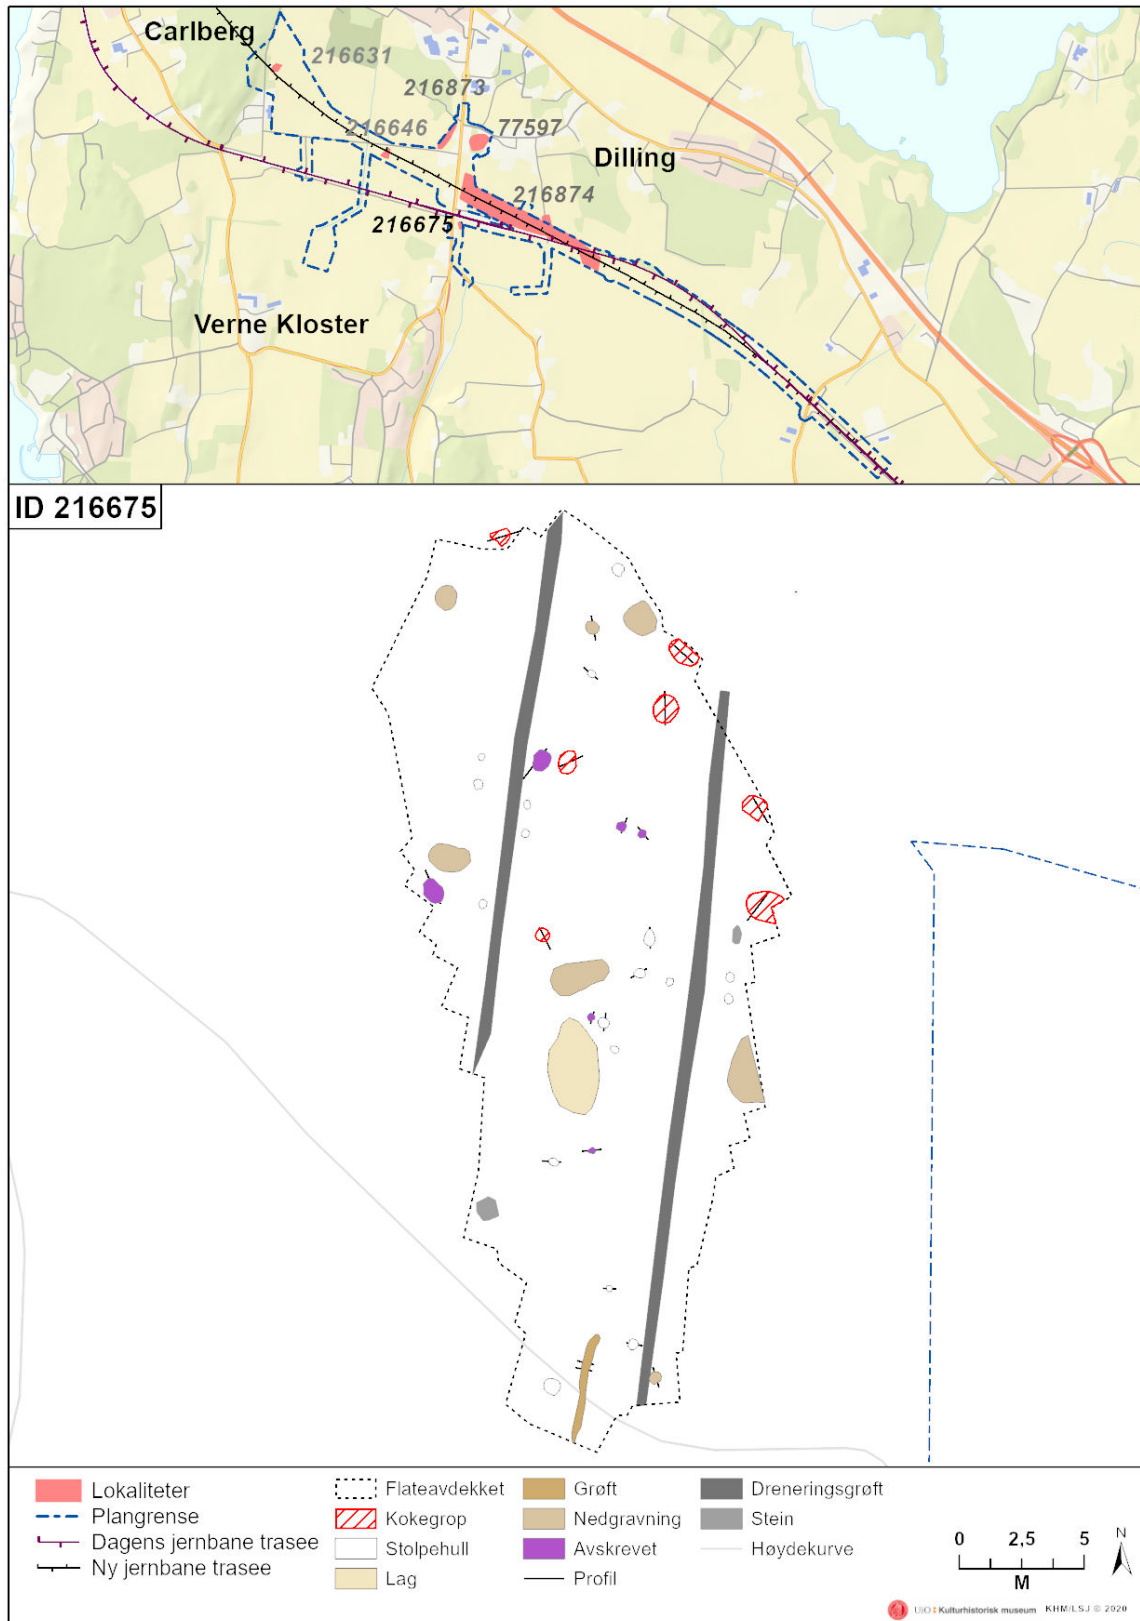 Carlberg
216631
216873
216646
77597
Dilling
216874
216675
Verne Kloster
ID 216675
Lokaliteter
Plangrense
Dagens jernbane trasee
Ny jernbane trasee
Flateavdekket
Kokegrop
Stolpehull
Lag
Grøft
Nedgravning
Avskrevet
Profil
Dreneringsgrøft
Stein
Høydekurve
0 2,5 5
M
N
UiO Kulturhistorisk museum KHM/LSJ © 2020